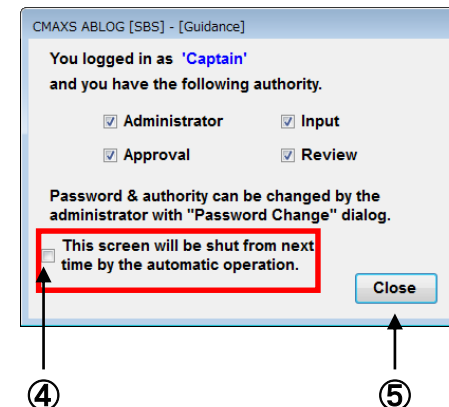 CMAXS ABLOG [SBS] - [Guidance]
You logged in as 'Captain'
and you have the following authority.
Administrator Input
Approval Review
Password & authority can be changed by the
administrator with "Password Change" dialog.
This screen will be shut from next
time by the automatic operation.
Close
④ ⑤